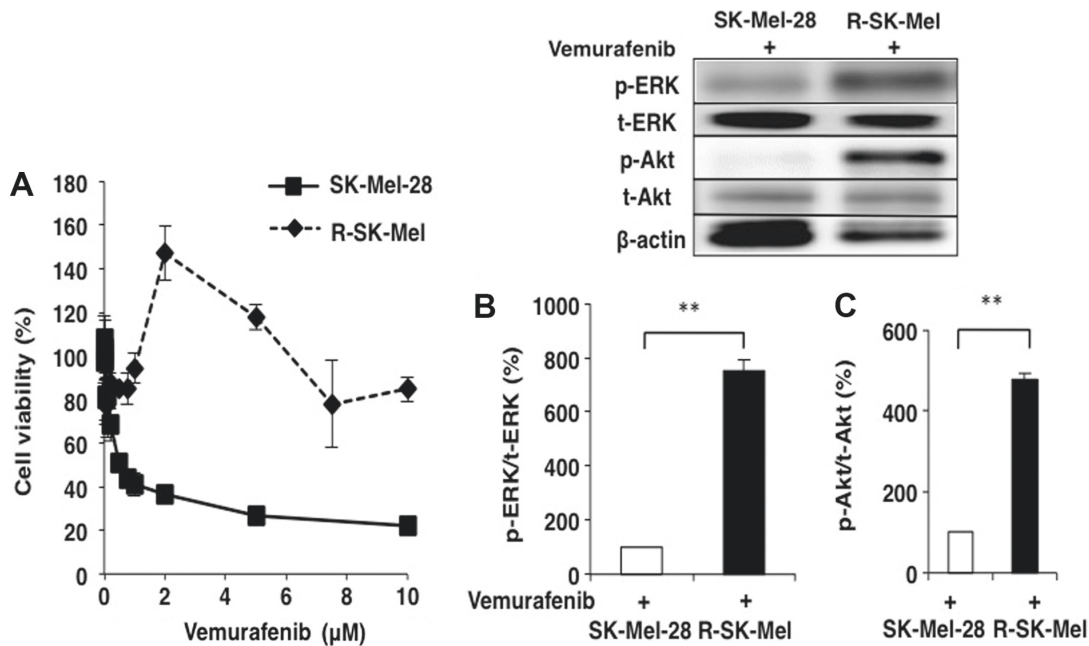 SK-Mel-28 R-SK-Mel
Vemurafenib + +
p-ERK
t-ERK
p-Akt
t-Akt
β-actin
A
180
160
140
120
100
80
60
40
20
0
Cell viability (%)
SK-Mel-28
R-SK-Mel
0 2 4 6 8 10
Vemurafenib (μM)
B
1000
800
600
400
200
0
p-ERK/t-ERK (%)
**
Vemurafenib + +
SK-Mel-28 R-SK-Mel
C
600
400
200
0
p-Akt/t-Akt (%)
**
+ +
SK-Mel-28 R-SK-Mel